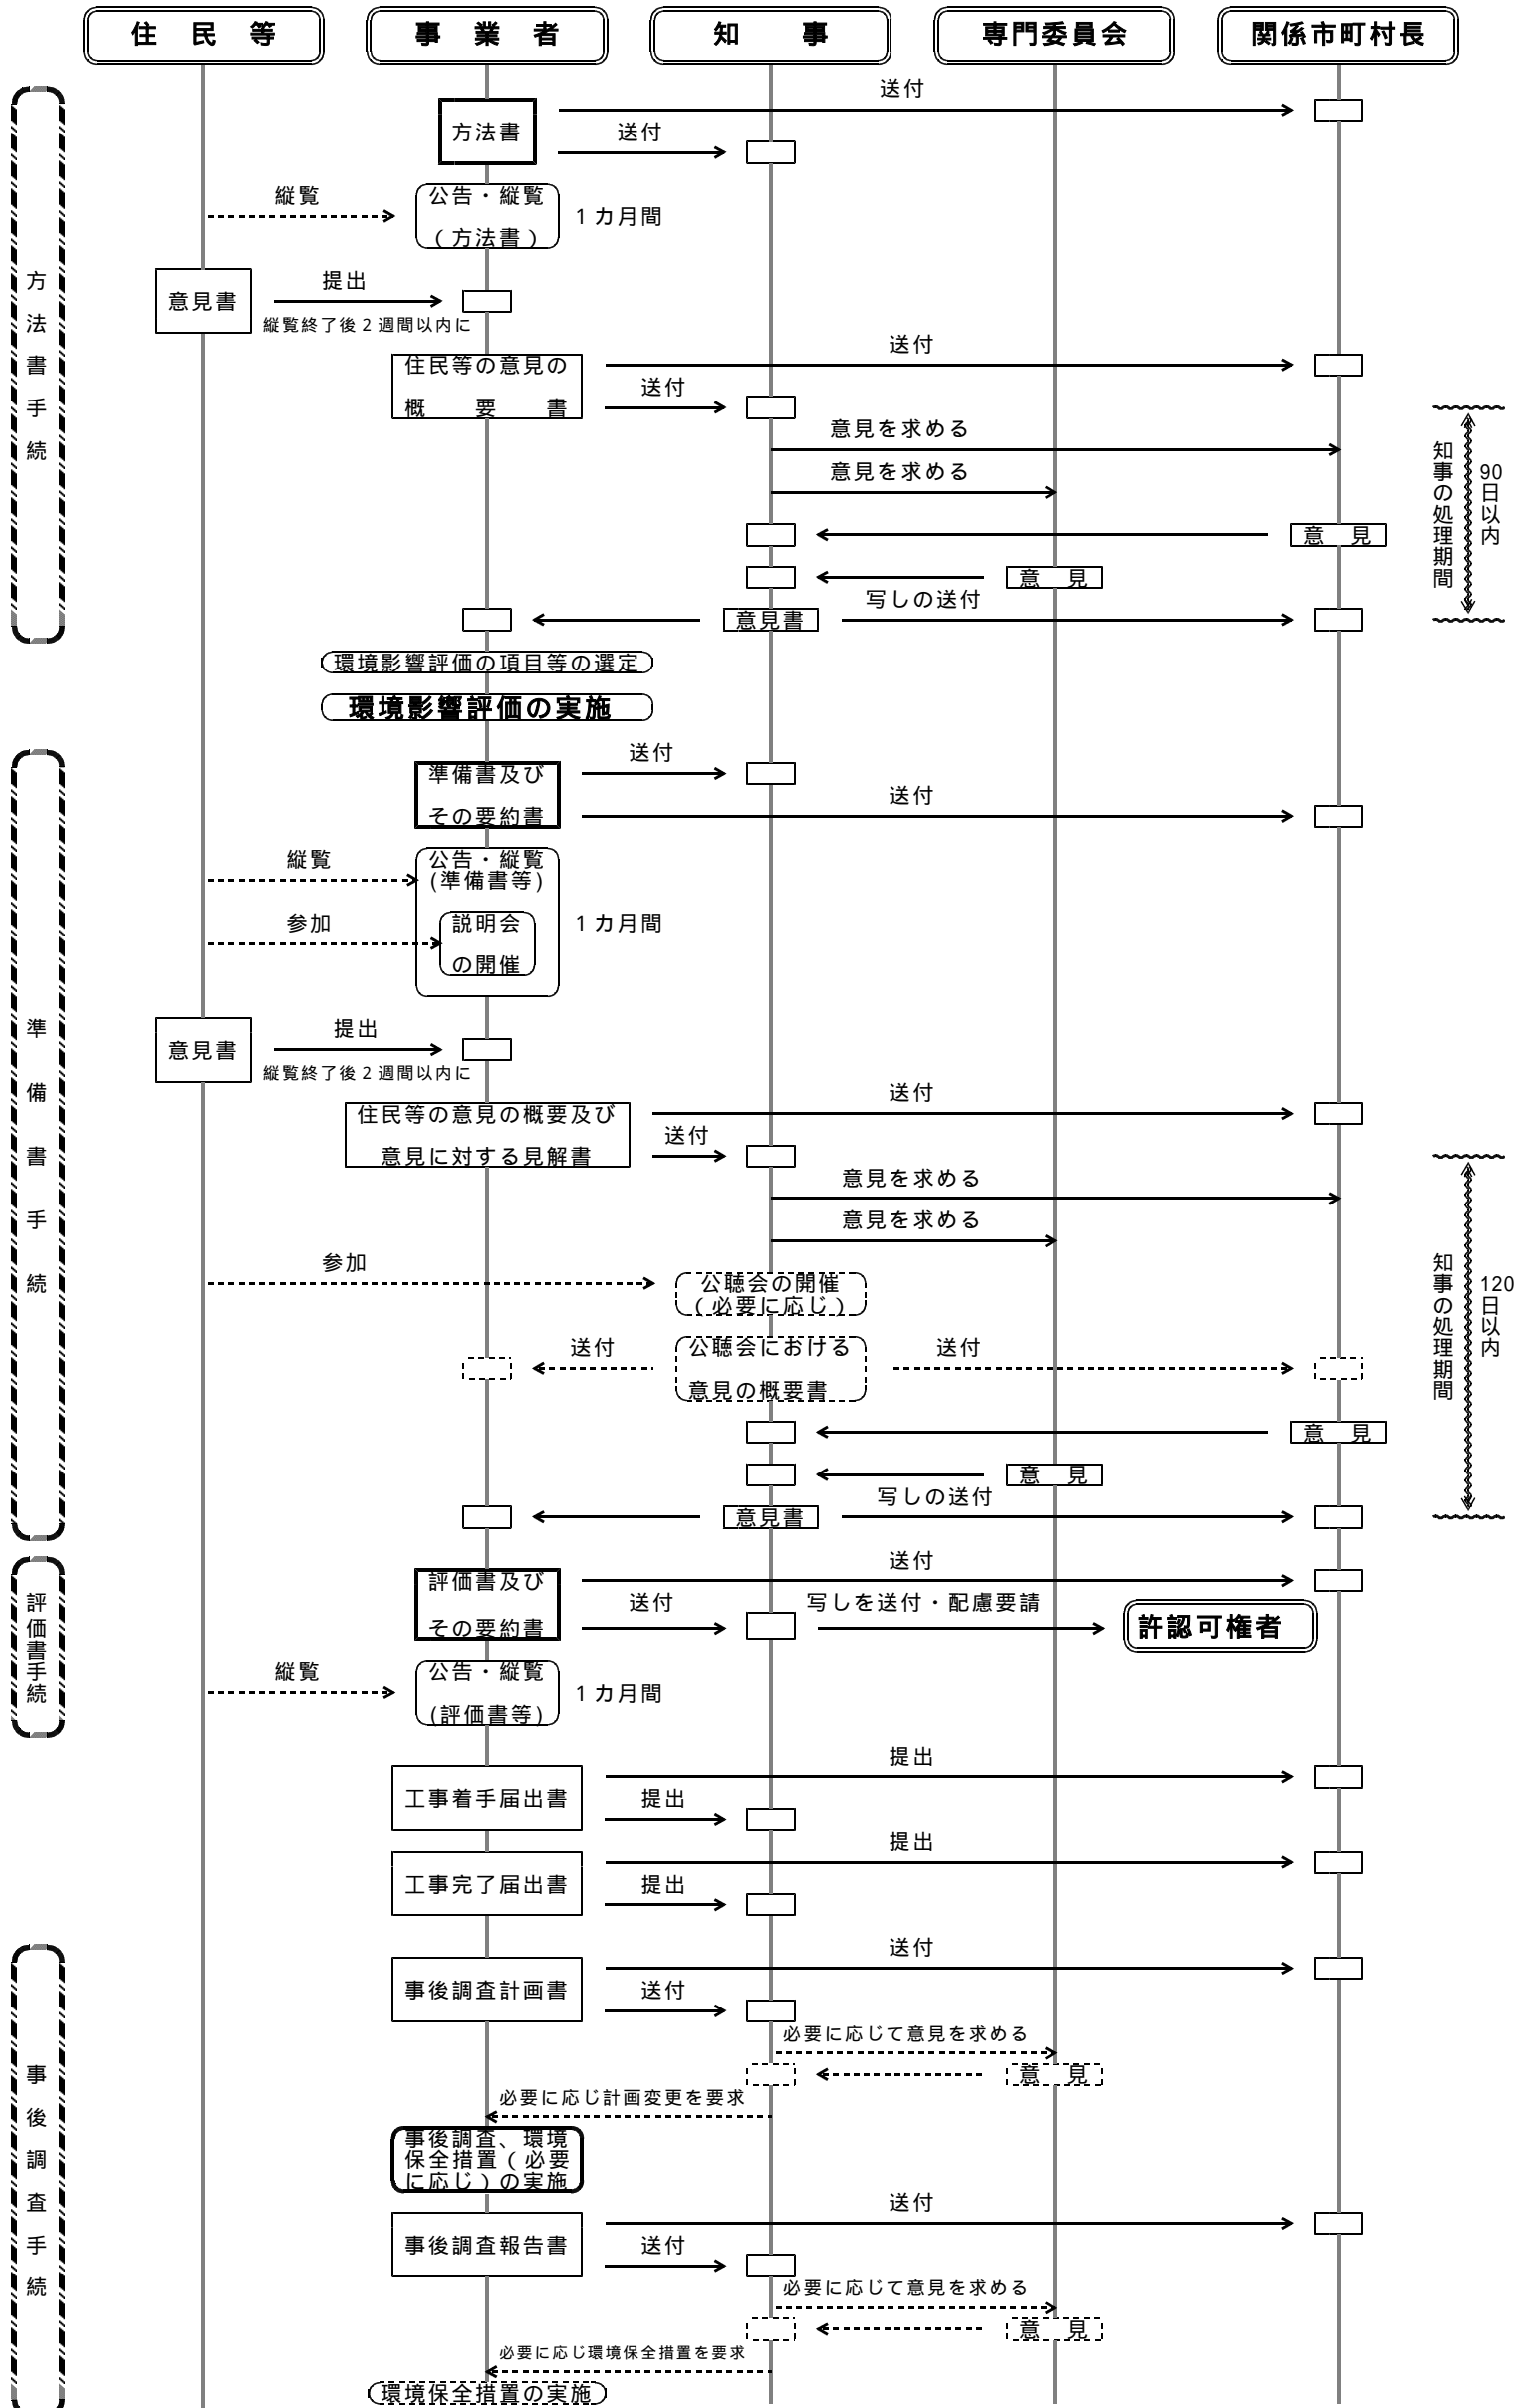 住　民　等
事　業　者
知　　事
専門委員会
関係市町村長
方法書手続
送付
方法書
送付
縦覧
公告・縦覧
（方法書）
1カ月間
意見書
提出
縦覧終了後2週間以内に
住民等の意見の
概　要　書
送付
送付
意見を求める
意見を求める
知事の処理期間
90日以内
意　見
意　見
意見書
写しの送付
環境影響評価の項目等の選定
環境影響評価の実施
準備書手続
準備書及び
その要約書
送付
送付
縦覧
公告・縦覧
(準備書等)
参加
説明会
の開催
1カ月間
意見書
提出
縦覧終了後2週間以内に
住民等の意見の概要及び
意見に対する見解書
送付
送付
意見を求める
意見を求める
参加
公聴会の開催
（必要に応じ）
知事の処理期間
120日以内
送付
公聴会における
意見の概要書
送付
意　見
意　見
意見書
写しの送付
評価書手続
評価書及び
その要約書
送付
送付
写しを送付・配慮要請
許認可権者
縦覧
公告・縦覧
(評価書等)
1カ月間
工事着手届出書
提出
提出
工事完了届出書
提出
提出
事後調査手続
事後調査計画書
送付
送付
必要に応じて意見を求める
意　見
必要に応じ計画変更を要求
事後調査、環境
保全措置（必要
に応じ）の実施
事後調査報告書
送付
送付
必要に応じて意見を求める
意　見
必要に応じ環境保全措置を要求
環境保全措置の実施